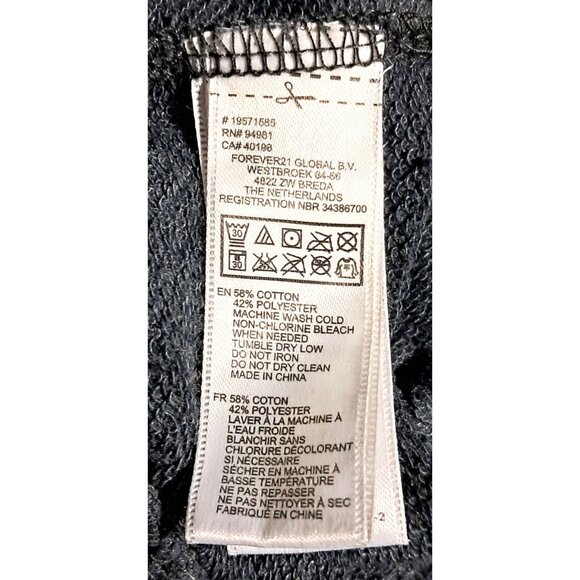 # 19571585
RN# 94981
CA# 40198
FOREVER21 GLOBAL B.V.
WESTBROEK 64-66
4822 ZW BREDA
THE NETHERLANDS
REGISTRATION NBR 34386700
30
30
EN 58% COTTON
42% POLYESTER
MACHINE WASH COLD
NON-CHLORINE BLEACH
WHEN NEEDED
TUMBLE DRY LOW
DO NOT IRON
DO NOT DRY CLEAN
MADE IN CHINA
FR 58% COTON
42% POLYESTER
LAVER À LA MACHINE À
L'EAU FROIDE
BLANCHIR SANS
CHLORURE DÉCOLORANT
SI NÉCESSAIRE
SÉCHER EN MACHINE À
BASSE TEMPÉRATURE
NE PAS REPASSER
NE PAS NETTOYER À SEC
FABRIQUÉ EN CHINE
-2